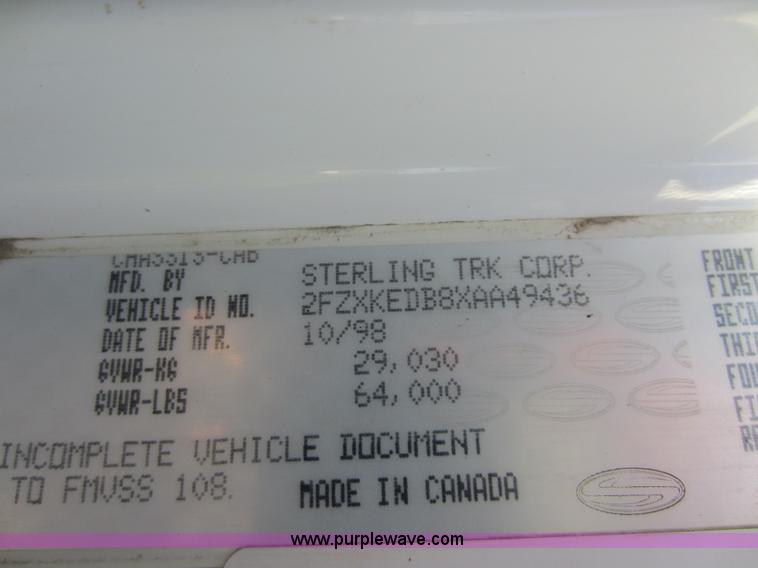 CHASSIS-CAB
MFD. BY STERLING TRK CORP.
VEHICLE ID NO. 2FZXKEDB8XAA49436
DATE OF MFR. 10/98
GVWR-KG 29,030
GVWR-LBS 64,000
INCOMPLETE VEHICLE DOCUMENT
TO FMVSS 108.
MADE IN CANADA
FRONT
FIRST
SECO
THI
FOU
FI
RE
www.purplewave.com